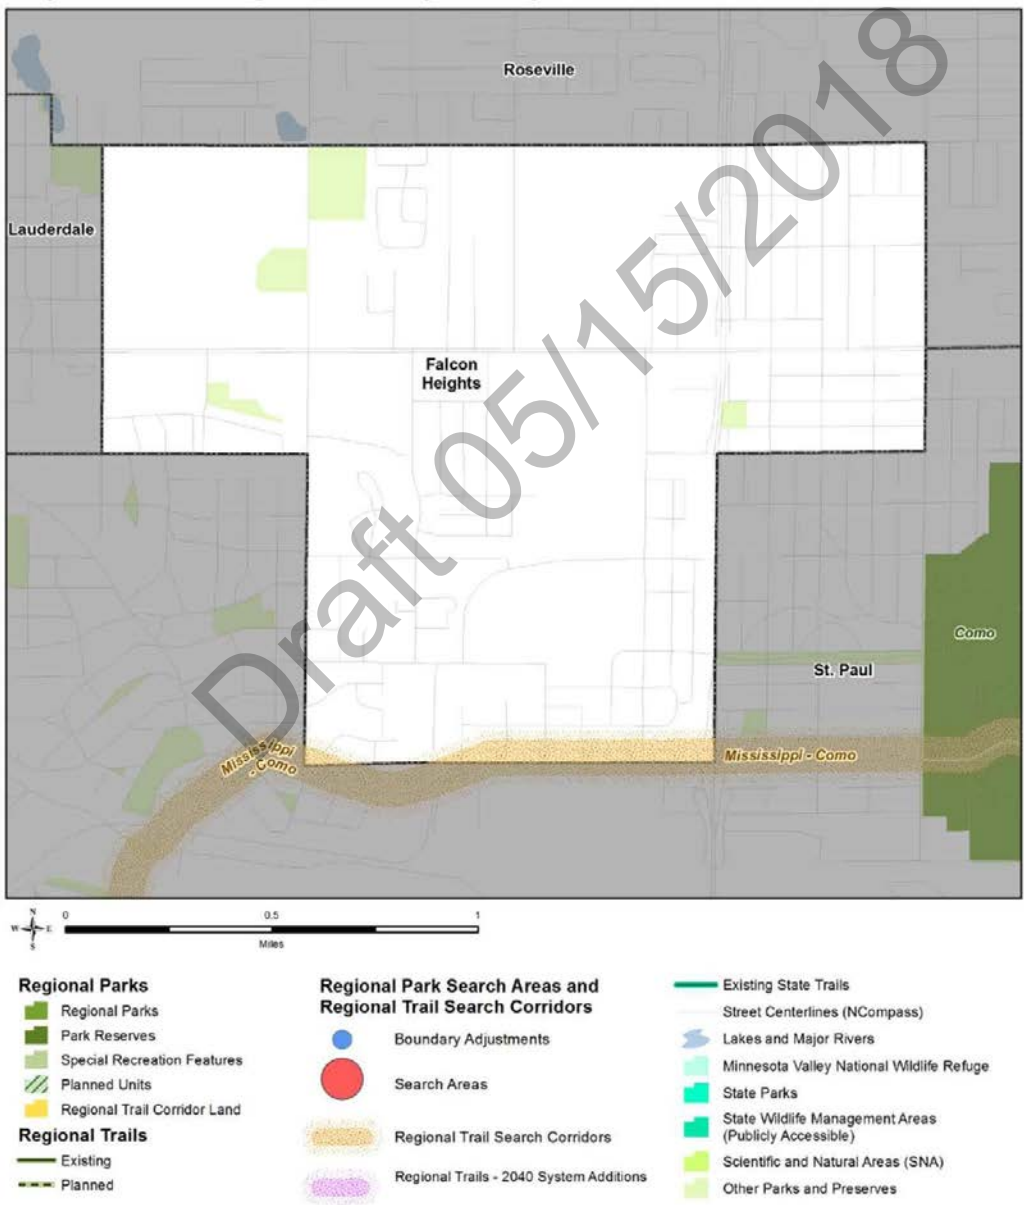 Roseville
Lauderdale
Falcon
Heights
Como
St. Paul
Mississippi
- Como
Mississippi - Como
Draft 05/15/2018
N
W E
S
0 0.5 1
Miles
Regional Parks
Regional Parks
Park Reserves
Special Recreation Features
Planned Units
Regional Trail Corridor Land
Regional Trails
Existing
Planned
Regional Park Search Areas and
Regional Trail Search Corridors
Boundary Adjustments
Search Areas
Regional Trail Search Corridors
Regional Trails - 2040 System Additions
Existing State Trails
Street Centerlines (NCompass)
Lakes and Major Rivers
Minnesota Valley National Wildlife Refuge
State Parks
State Wildlife Management Areas
(Publicly Accessible)
Scientific and Natural Areas (SNA)
Other Parks and Preserves